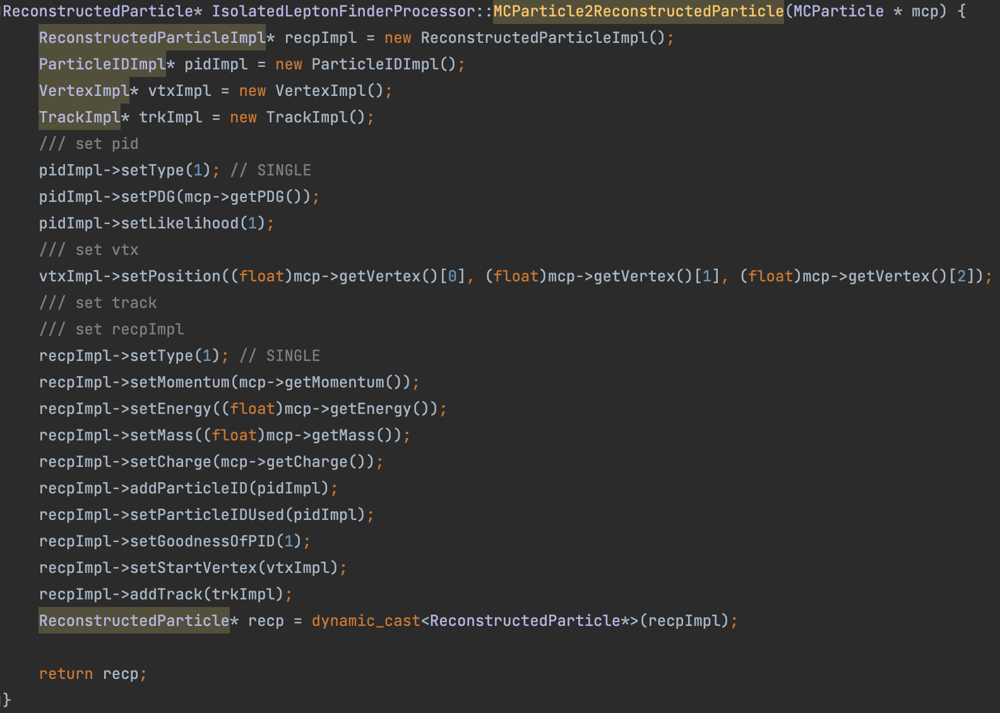 ReconstructedParticle* IsolatedLeptonFinderProcessor::MCParticle2ReconstructedParticle(MCParticle * mcp) {
    ReconstructedParticleImpl* recpImpl = new ReconstructedParticleImpl();
    ParticleIDImpl* pidImpl = new ParticleIDImpl();
    VertexImpl* vtxImpl = new VertexImpl();
    TrackImpl* trkImpl = new TrackImpl();
    /// set pid
    pidImpl->setType(1); // SINGLE
    pidImpl->setPDG(mcp->getPDG());
    pidImpl->setLikelihood(1);
    /// set vtx
    vtxImpl->setPosition((float)mcp->getVertex()[0], (float)mcp->getVertex()[1], (float)mcp->getVertex()[2]);
    /// set track
    /// set recpImpl
    recpImpl->setType(1); // SINGLE
    recpImpl->setMomentum(mcp->getMomentum());
    recpImpl->setEnergy((float)mcp->getEnergy());
    recpImpl->setMass((float)mcp->getMass());
    recpImpl->setCharge(mcp->getCharge());
    recpImpl->addParticleID(pidImpl);
    recpImpl->setParticleIDUsed(pidImpl);
    recpImpl->setGoodnessOfPID(1);
    recpImpl->setStartVertex(vtxImpl);
    recpImpl->addTrack(trkImpl);
    ReconstructedParticle* recp = dynamic_cast<ReconstructedParticle*>(recpImpl);
    return recp;
}